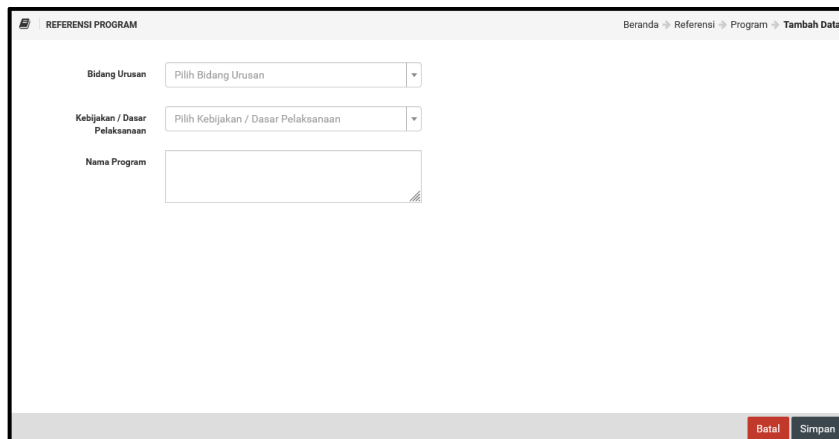 REFERENSI PROGRAM
Beranda Referensi Program Tambah Data
Bidang Urusan
Pilih Bidang Urusan
Kebijakan / Dasar
Pelaksanaan
Pilih Kebijakan / Dasar Pelaksanaan
Nama Program
Batal
Simpan